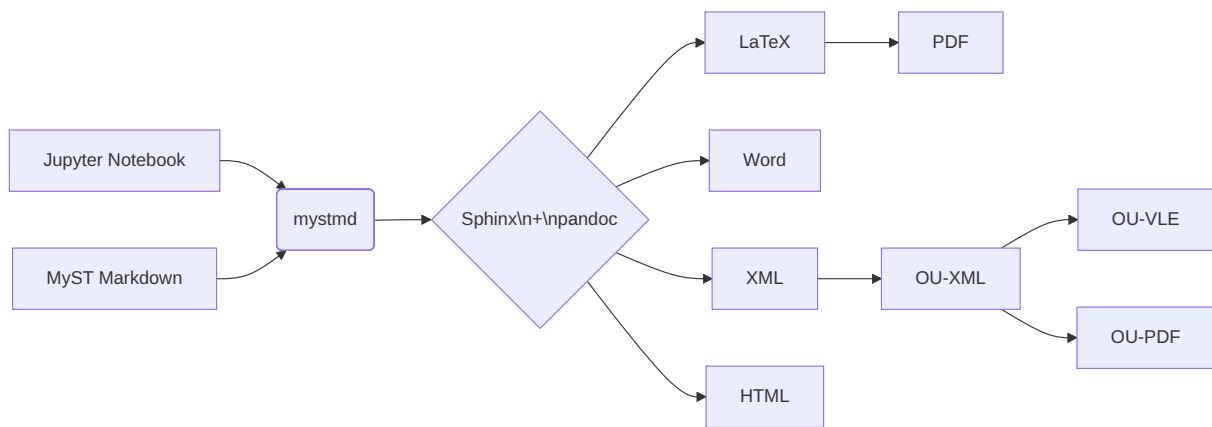 Jupyter Notebook
MyST Markdown
mystmd
Sphinx\n+\npandoc
LaTeX
PDF
Word
XML
OU-XML
OU-VLE
OU-PDF
HTML